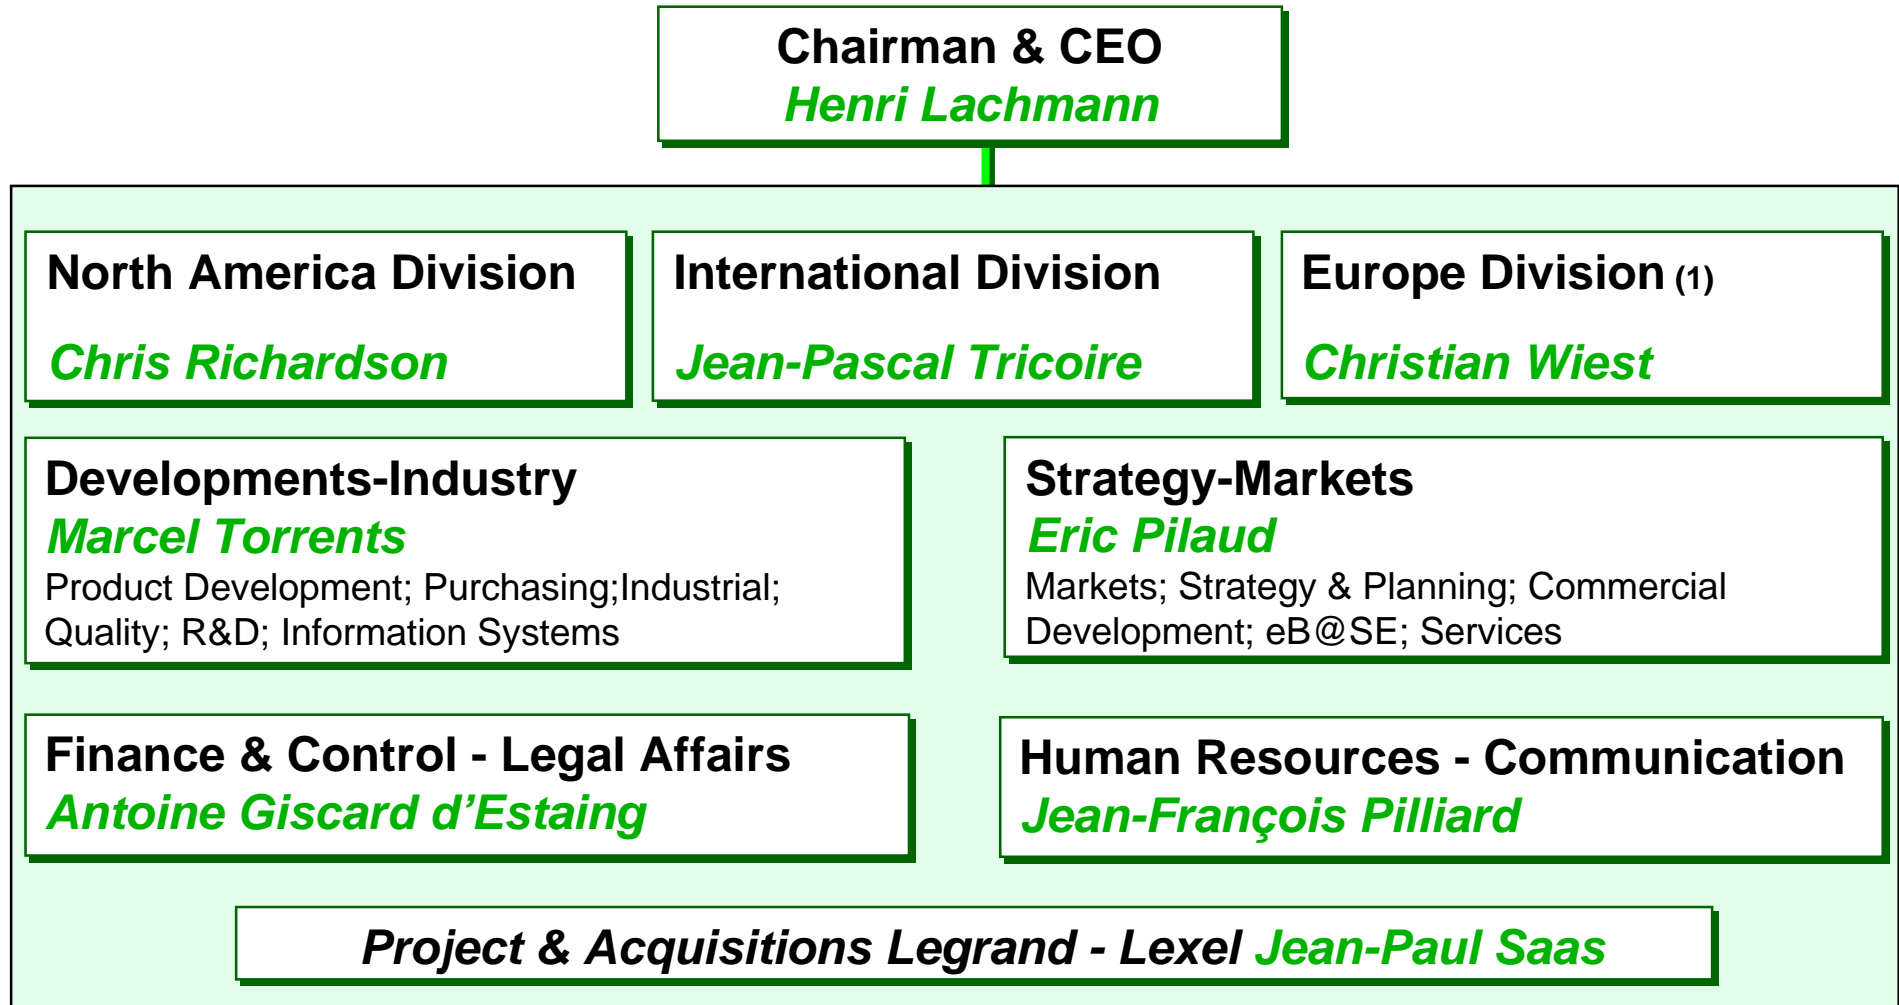 Chairman & CEO
Henri Lachmann
North America Division
Chris Richardson
International Division
Jean-Pascal Tricoire
Europe Division (1)
Christian Wiest
Developments-Industry
Marcel Torrents
Product Development; Purchasing;Industrial;
Quality; R&D; Information Systems
Strategy-Markets
Eric Pilaud
Markets; Strategy & Planning; Commercial
Development; eB@SE; Services
Finance & Control - Legal Affairs
Antoine Giscard d’Estaing
Human Resources - Communication
Jean-François Pilliard
Project & Acquisitions Legrand - Lexel Jean-Paul Saas